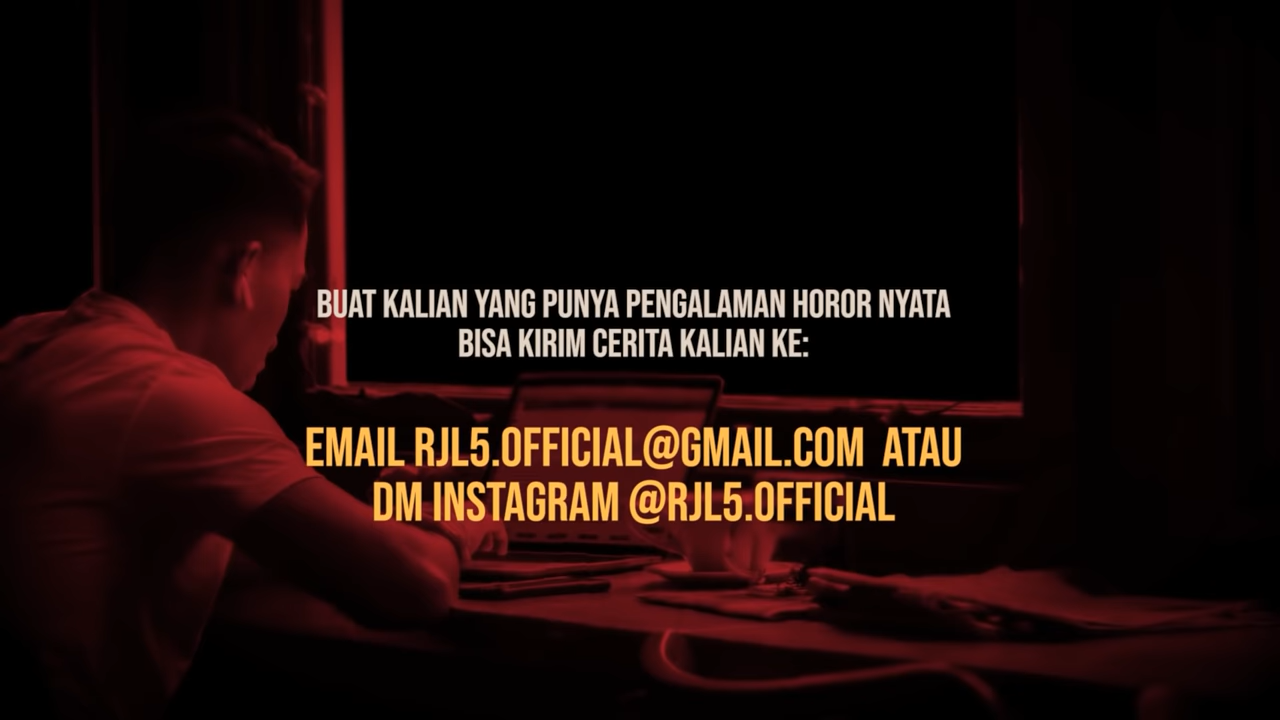 BUAT KALIAN YANG PUNYA PENGALAMAN HOROR NYATA
BISA KIRIM CERITA KALIAN KE:
EMAIL RJL5.OFFICIAL@GMAIL.COM ATAU
DM INSTAGRAM @RJL5.OFFICIAL